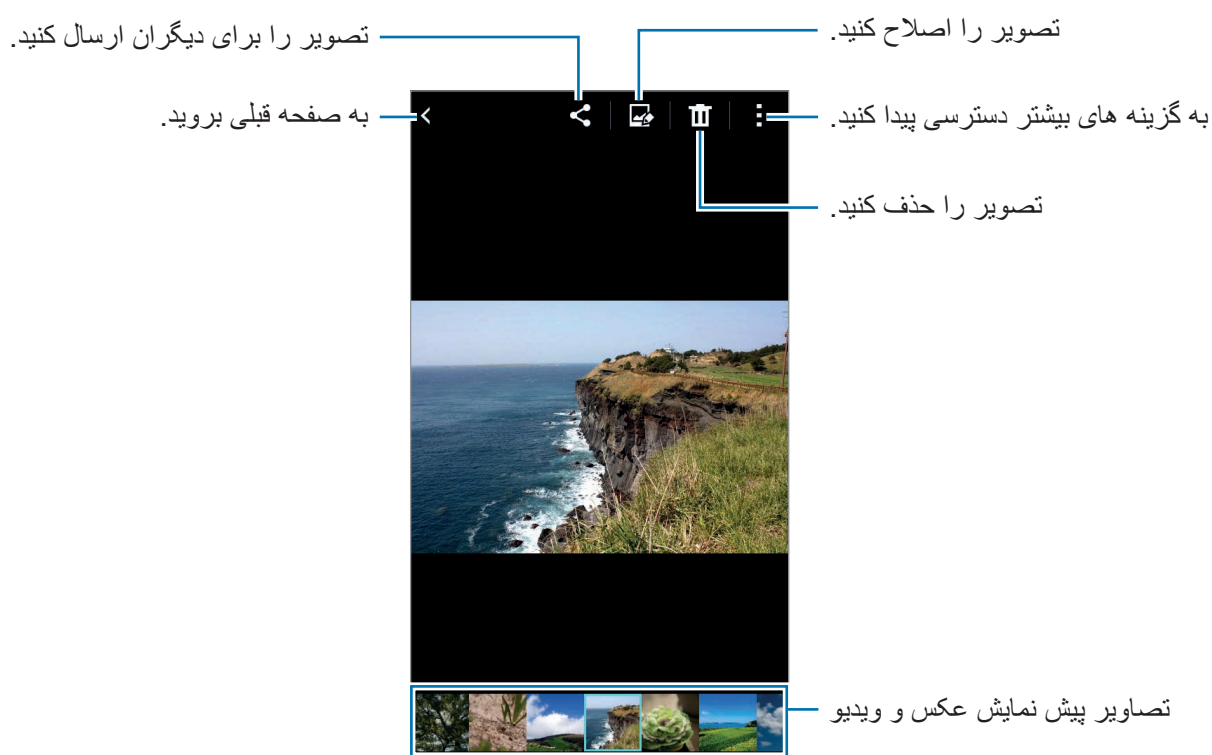 تصویر را اصلاح کنید.
تصویر را برای دیگران ارسال کنید.
به گزینه های بیشتر دسترسی پیدا کنید.
به صفحه قبلی بروید.
تصویر را حذف کنید.
تصاویر پیش نمایش عکس و ویدیو